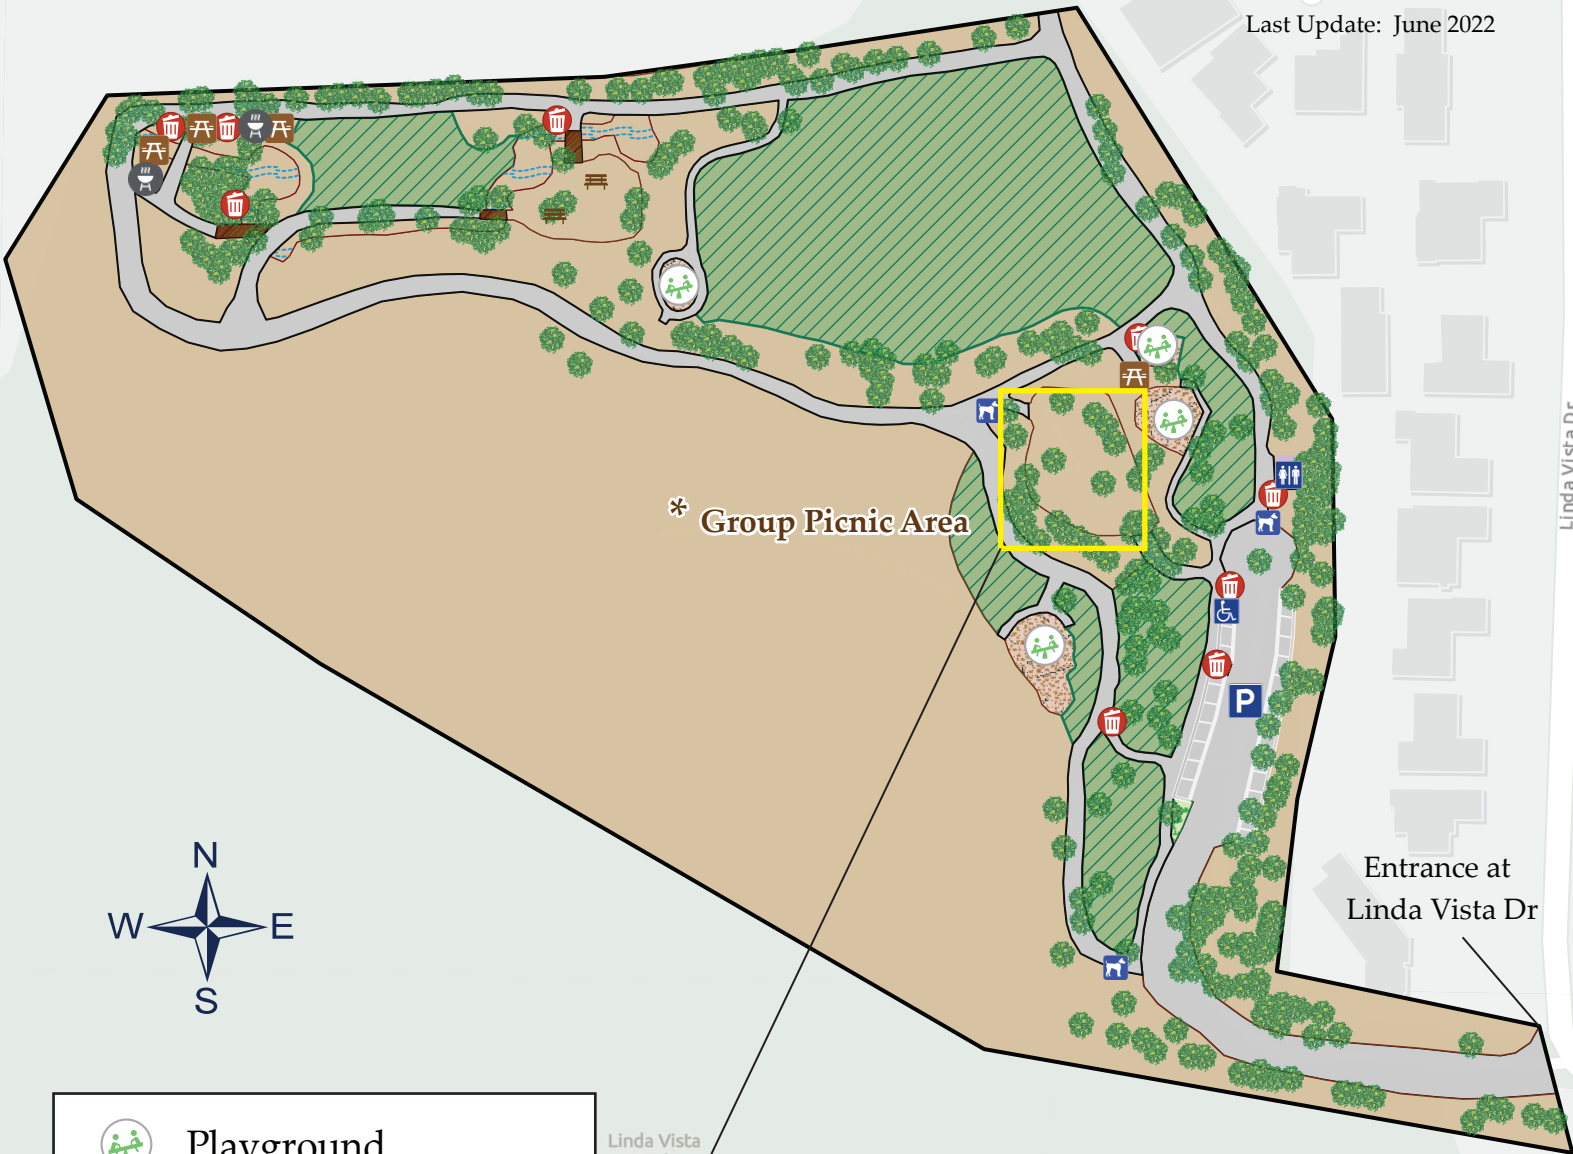 Last Update: June 2022
Linda Vista Dr
* Group Picnic Area
P
Entrance at
Linda Vista Dr
N
W E
S
Playground
Linda Vista